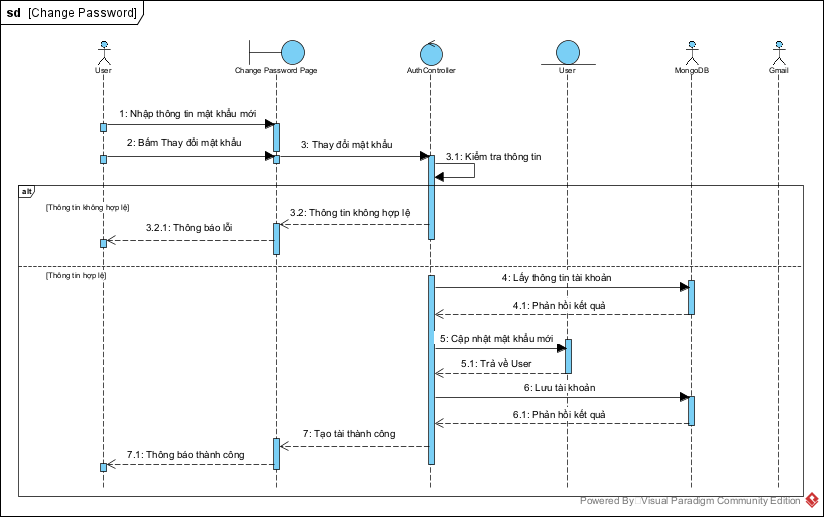 sd [Change Password]
User
Change Password Page
AuthController
User
MongoDB
Gmail
1: Nhập thông tin mật khẩu mới
2: Bấm Thay đổi mật khẩu
3: Thay đổi mật khẩu
3.1: Kiểm tra thông tin
alt
[Thông tin không hợp lệ]
3.2: Thông tin không hợp lệ
3.2.1: Thông báo lỗi
[Thông tin hợp lệ]
4: Lấy thông tin tài khoản
4.1: Phản hồi kết quả
5: Cập nhật mật khẩu mới
5.1: Trả về User
6: Lưu tài khoản
6.1: Phản hồi kết quả
7: Tạo tài thành công
7.1: Thông báo thành công
Powered By Visual Paradigm Community Edition